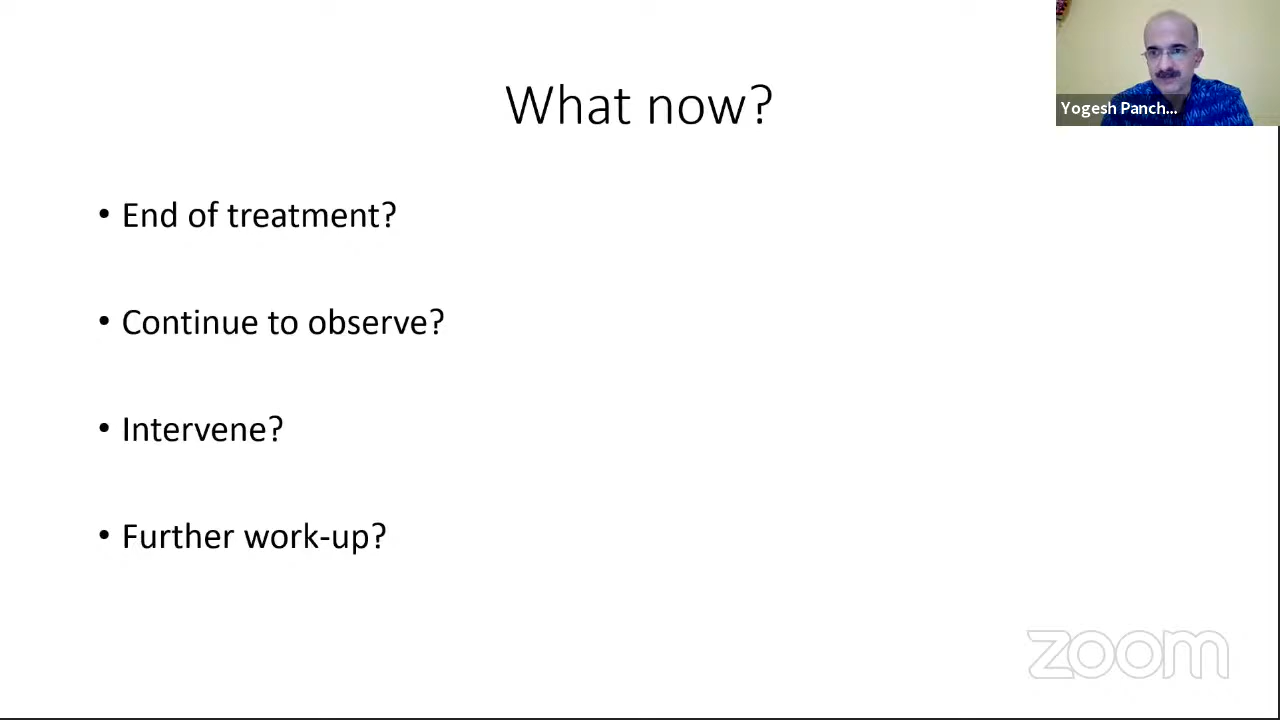 What now?
Yogesh Panch...
• End of treatment?
• Continue to observe?
• Intervene?
• Further work-up?
zoom